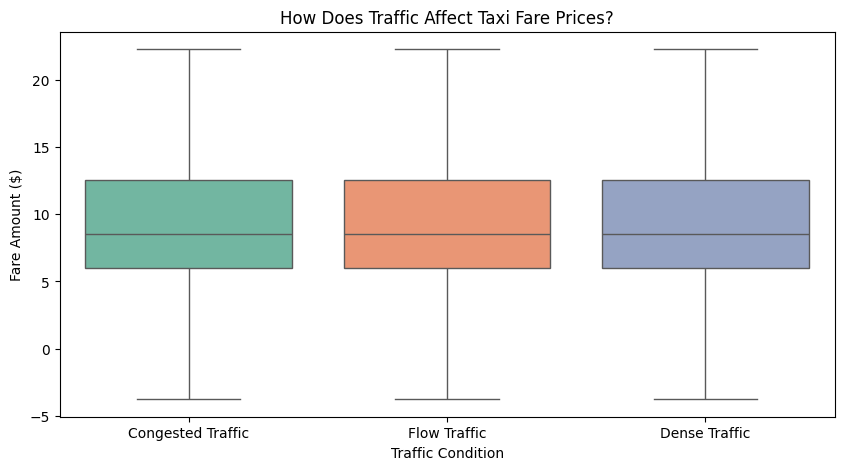 How Does Traffic Affect Taxi Fare Prices?
Fare Amount ($)
20
15
10
5
0
−5
Congested Traffic
Flow Traffic
Dense Traffic
Traffic Condition